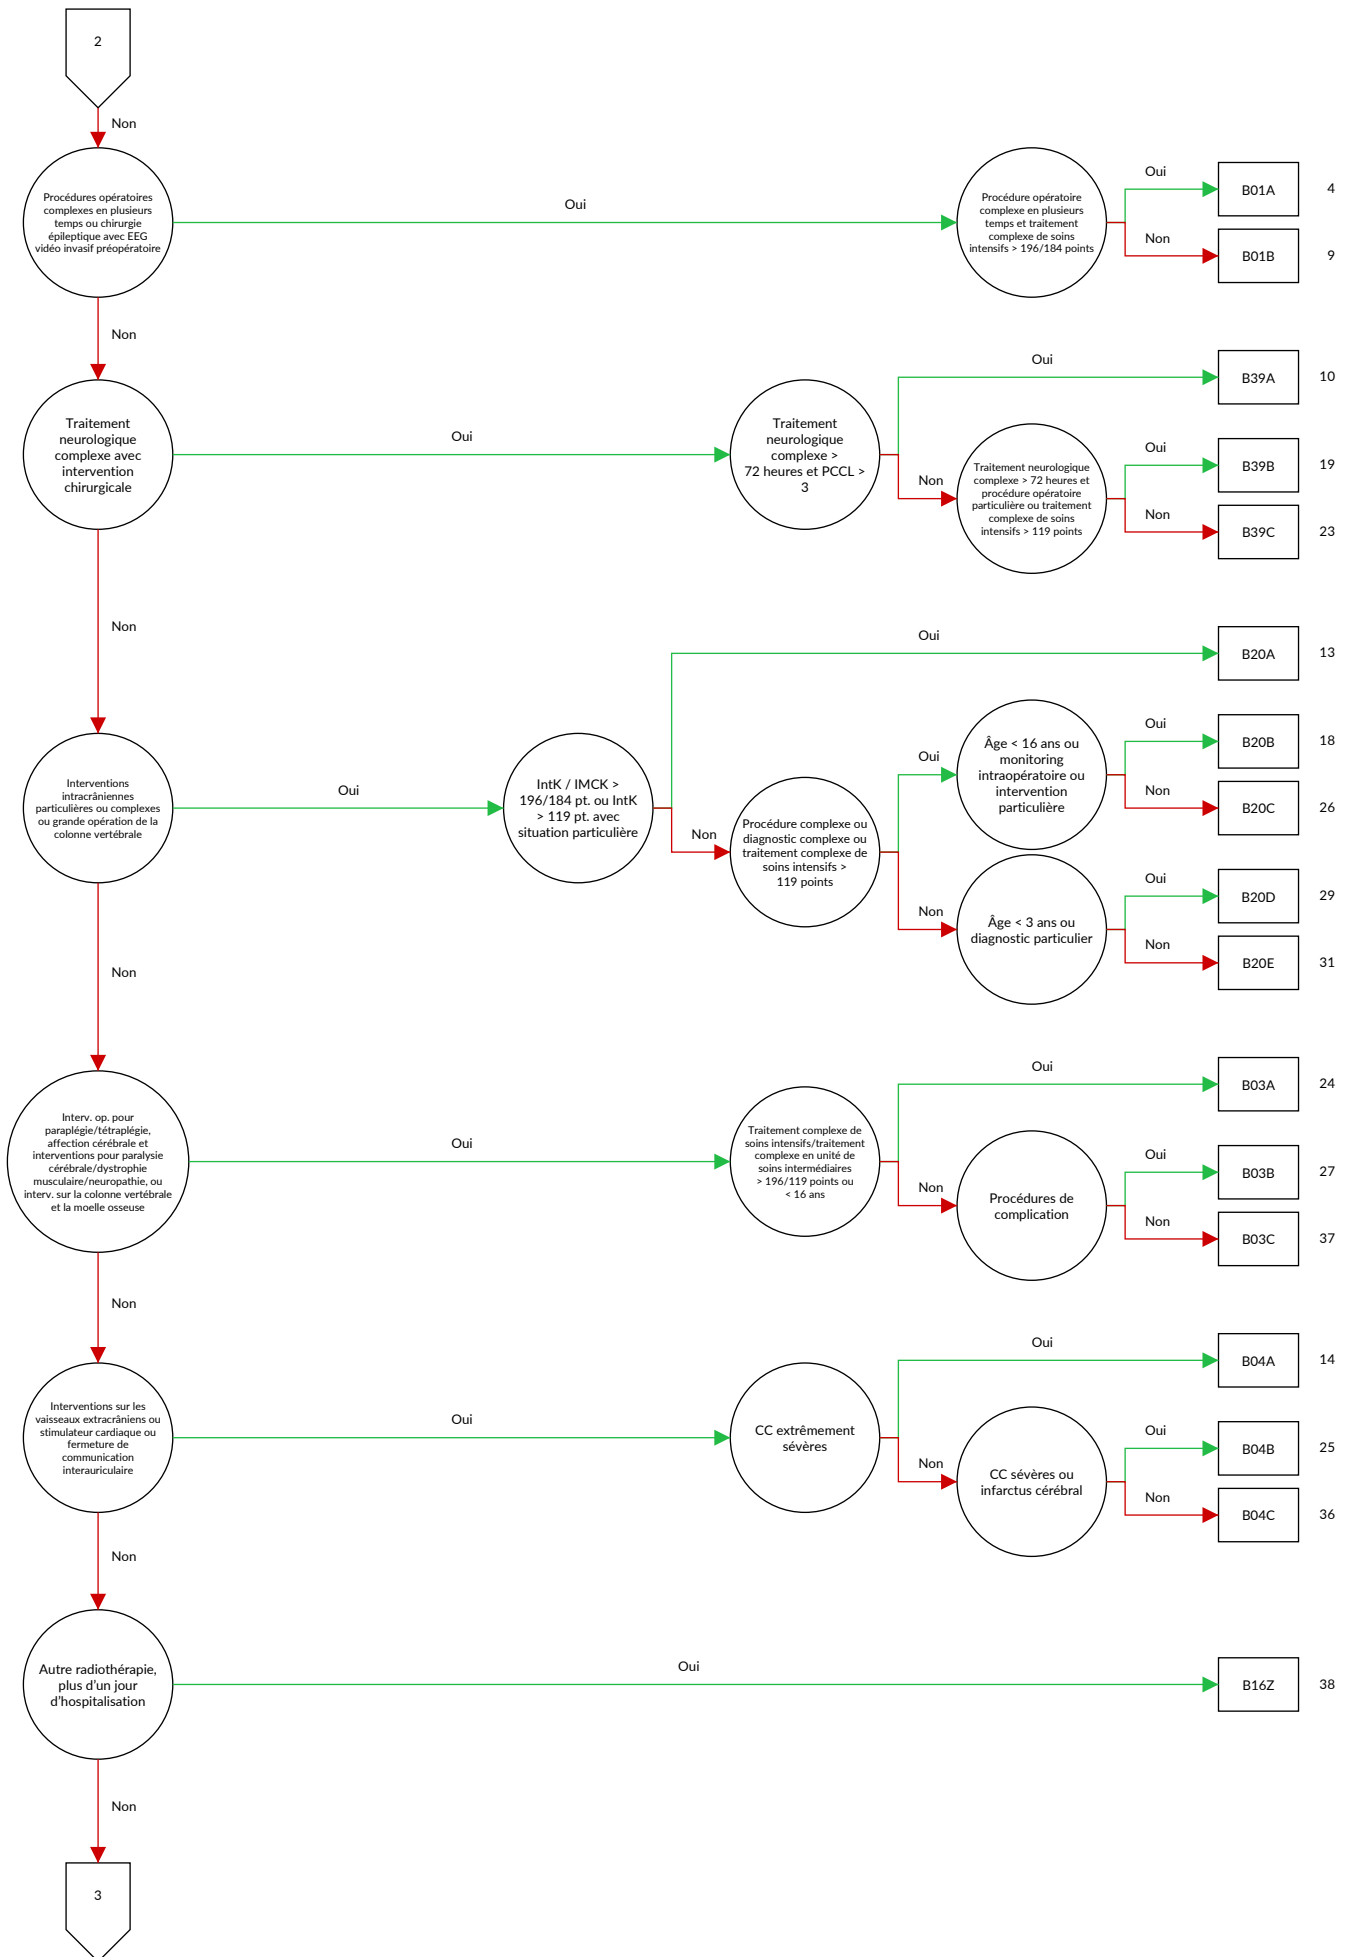 2
Non
Procédures opératoires
complexes en plusieurs
temps ou chirurgie
épileptique avec EEG
vidéo invasif préopératoire
Oui
Procédure opératoire
complexe en plusieurs
temps et traitement
complexe de soins
intensifs > 196/184 points
Oui
B01A
4
Non
B01B
9
Non
Traitement
neurologique
complexe avec
intervention
chirurgicale
Oui
Traitement
neurologique
complexe >
72 heures et PCCL >
3
Oui
B39A
10
Non
Traitement neurologique
complexe > 72 heures et
procédure opératoire
particulière ou traitement
complexe de soins
intensifs > 119 points
Oui
B39B
19
Non
B39C
23
Non
Interventions
intracrâniennes
particulières ou complexes
ou grande opération de la
colonne vertébrale
Oui
IntK / IMCK >
196/184 pt. ou IntK
> 119 pt. avec
situation particulière
Oui
B20A
13
Non
Procédure complexe ou
diagnostic complexe ou
traitement complexe de
soins intensifs >
119 points
Oui
Âge < 16 ans ou
monitoring
intraopératoire ou
intervention
particulière
Oui
B20B
18
Non
B20C
26
Non
Âge < 3 ans ou
diagnostic particulier
Oui
B20D
29
Non
B20E
31
Non
Interv. op. pour
paraplégie/tétraplégie,
affection cérébrale et
interventions pour paralysie
cérébrale/dystrophie
musculaire/neuropathie, ou
interv. sur la colonne vertébrale
et la moelle osseuse
Oui
Traitement complexe de
soins intensifs/traitement
complexe en unité de
soins intermédiaires
> 196/119 points ou
< 16 ans
Oui
B03A
24
Non
Procédures de
complication
Oui
B03B
27
Non
B03C
37
Non
Interventions sur les
vaisseaux extracrâniens ou
stimulateur cardiaque ou
fermeture de
communication
interauriculaire
Oui
CC extrêmement
sévères
Oui
B04A
14
Non
CC sévères ou
infarctus cérébral
Oui
B04B
25
Non
B04C
36
Non
Autre radiothérapie,
plus d'un jour
d'hospitalisation
Oui
B16Z
38
Non
3